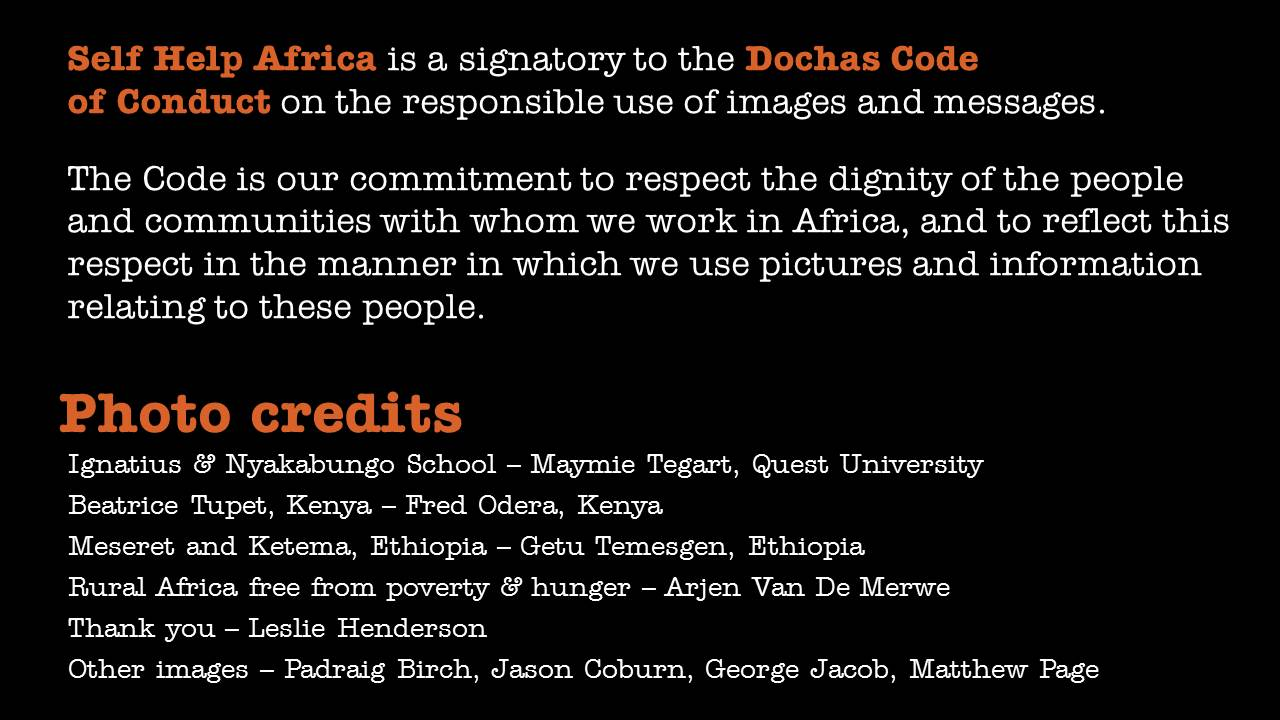 Self Help Africa is a signatory to the Dochas Code
of Conduct on the responsible use of images and messages.
The Code is our commitment to respect the dignity of the people
and communities with whom we work in Africa, and to reflect this
respect in the manner in which we use pictures and information
relating to these people.
Photo credits
Ignatius & Nyakabungo School – Maymie Tegart, Quest University
Beatrice Tupet, Kenya – Fred Odera, Kenya
Meseret and Ketema, Ethiopia – Getu Temesgen, Ethiopia
Rural Africa free from poverty & hunger – Arjen Van De Merwe
Thank you – Leslie Henderson
Other images – Padraig Birch, Jason Coburn, George Jacob, Matthew Page